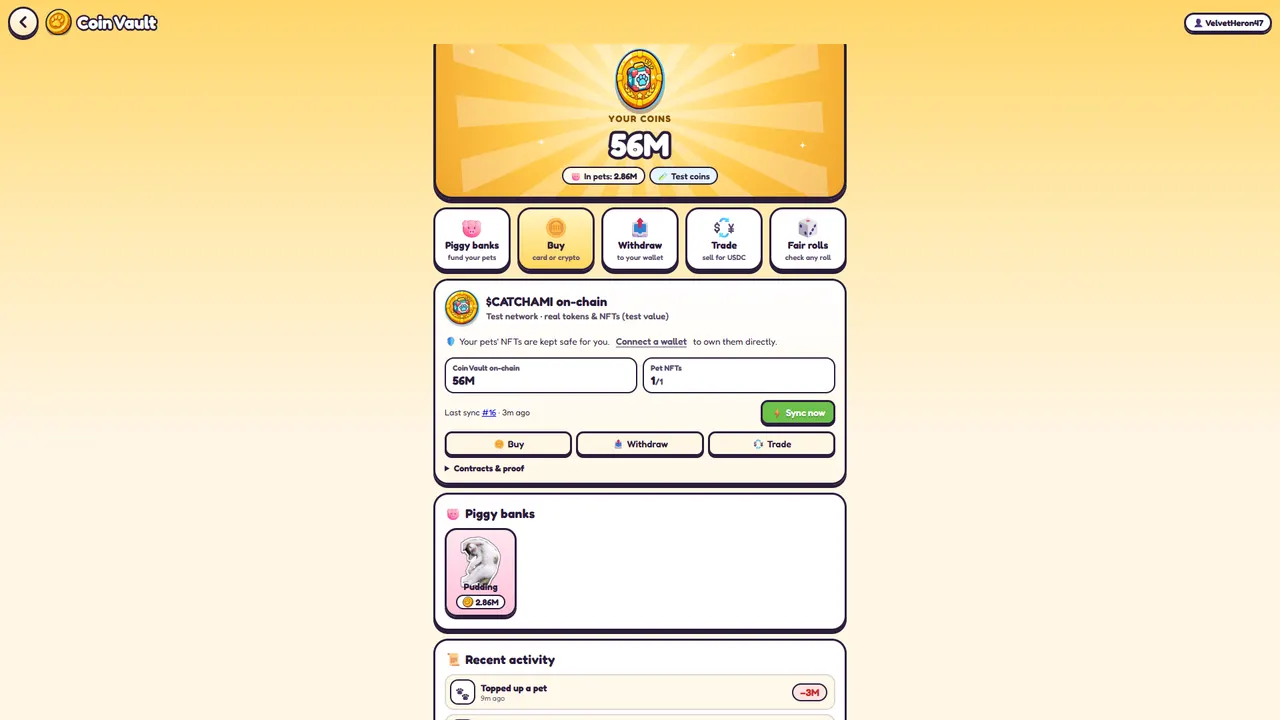 Coin Vault
VelvetHeron47
YOUR COINS
56M
In pets: 2.86M
Test coins
Piggy banks
fund your pets
Buy
card or crypto
Withdraw
to your wallet
Trade
sell for USDC
Fair rolls
check any roll
$CATCHAMI on-chain
Test network · real tokens & NFTs (test value)
Your pets' NFTs are kept safe for you. Connect a wallet to own them directly.
Coin Vault on-chain
56M
Pet NFTs
1/1
Last sync #16 · 3m ago
Sync now
Buy
Withdraw
Trade
Contracts & proof
Piggy banks
Pudding
2.86M
Recent activity
Topped up a pet
9m ago
−3M